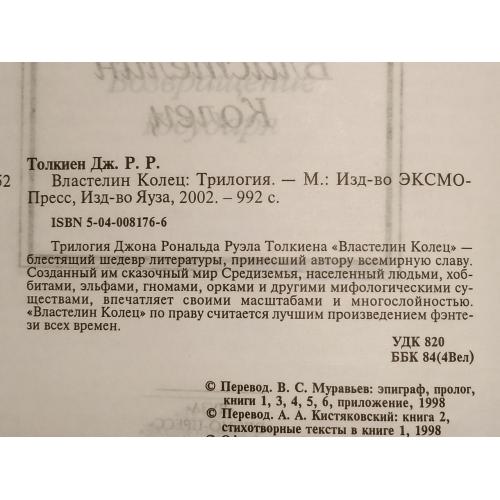 Властелин
Возвращение
Колец
Толкиен Дж. Р. Р.
52
Властелин Колец: Трилогия. — М.: Изд-во ЭКСМО-
Пресс, Изд-во Яуза, 2002. – 992 с.
ISBN 5-04-008176-6
Трилогия Джона Рональда Руэла Толкиена «Властелин Колец» —
блестящий шедевр литературы, принесший автору всемирную славу.
Созданный им сказочный мир Средиземья, населенный людьми, хоб-
битами, эльфами, гномами, орками и другими мифологическими су-
ществами, впечатляет своими масштабами и многослойностью.
«Властелин Колец» по праву считается лучшим произведением фэнте-
зи всех времен.
УДК 820
ББК 84(4Вел)
© Перевод. В. С. Муравьев: эпиграф, пролог,
книги 1, 3, 4, 5, 6, приложение, 1998
© Перевод. А. А. Кистяковский: книга 2,
стихотворные тексты в книге 1, 1998